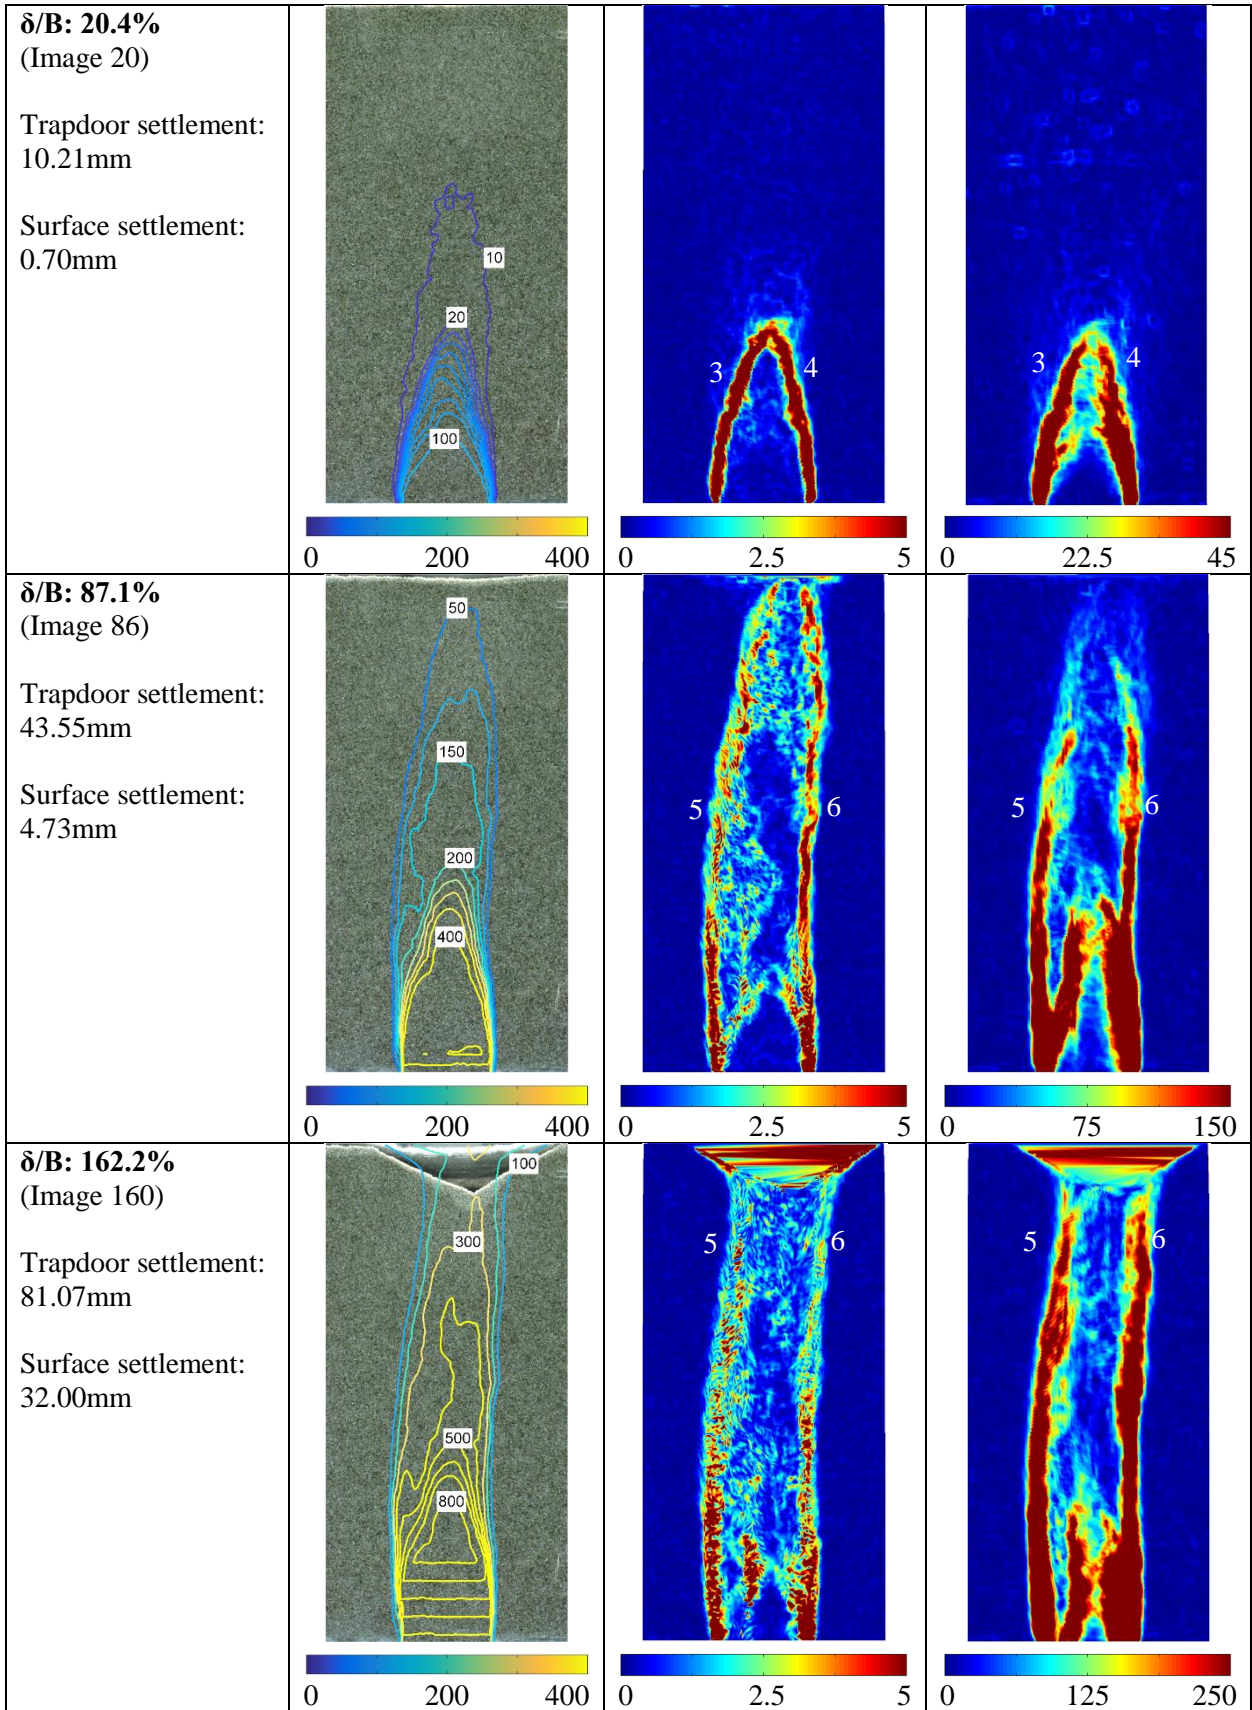 δ/B: 20.4%
(Image 20)
Trapdoor settlement:
10.21mm
Surface settlement:
0.70mm
10
20
100
3
4
3
4
0 200 400
0 2.5 5
0 22.5 45
δ/B: 87.1%
(Image 86)
Trapdoor settlement:
43.55mm
Surface settlement:
4.73mm
50
150
200
400
5
6
5
6
0 200 400
0 2.5 5
0 75 150
δ/B: 162.2%
(Image 160)
Trapdoor settlement:
81.07mm
Surface settlement:
32.00mm
100
300
500
800
5
6
5
6
0 200 400
0 2.5 5
0 125 250